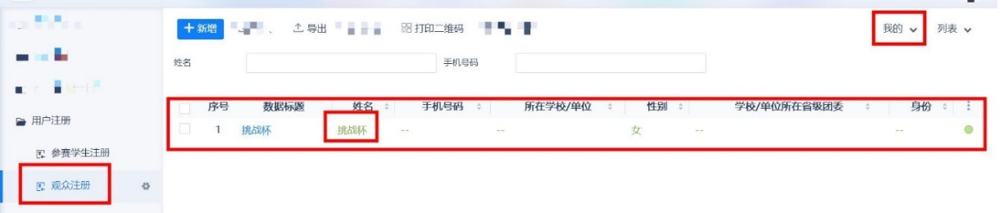 新增 导出 打印二维码 我的 列表
姓名 手机号码
序号 数据标题 姓名 手机号码 所在学校/单位 性别 学校/单位所在省级团委 身份
1 挑战杯 挑战杯 -- -- 女 -- --
用户注册
参赛学生注册
观众注册